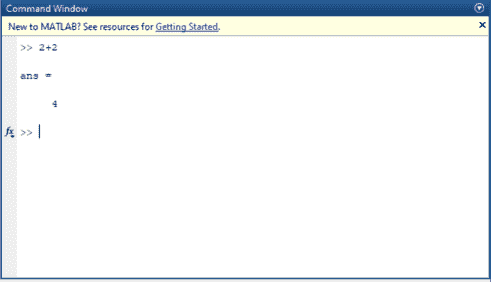 Command Window
New to MATLAB? See resources for Getting Started.
>> 2+2
ans =
4
fx >>